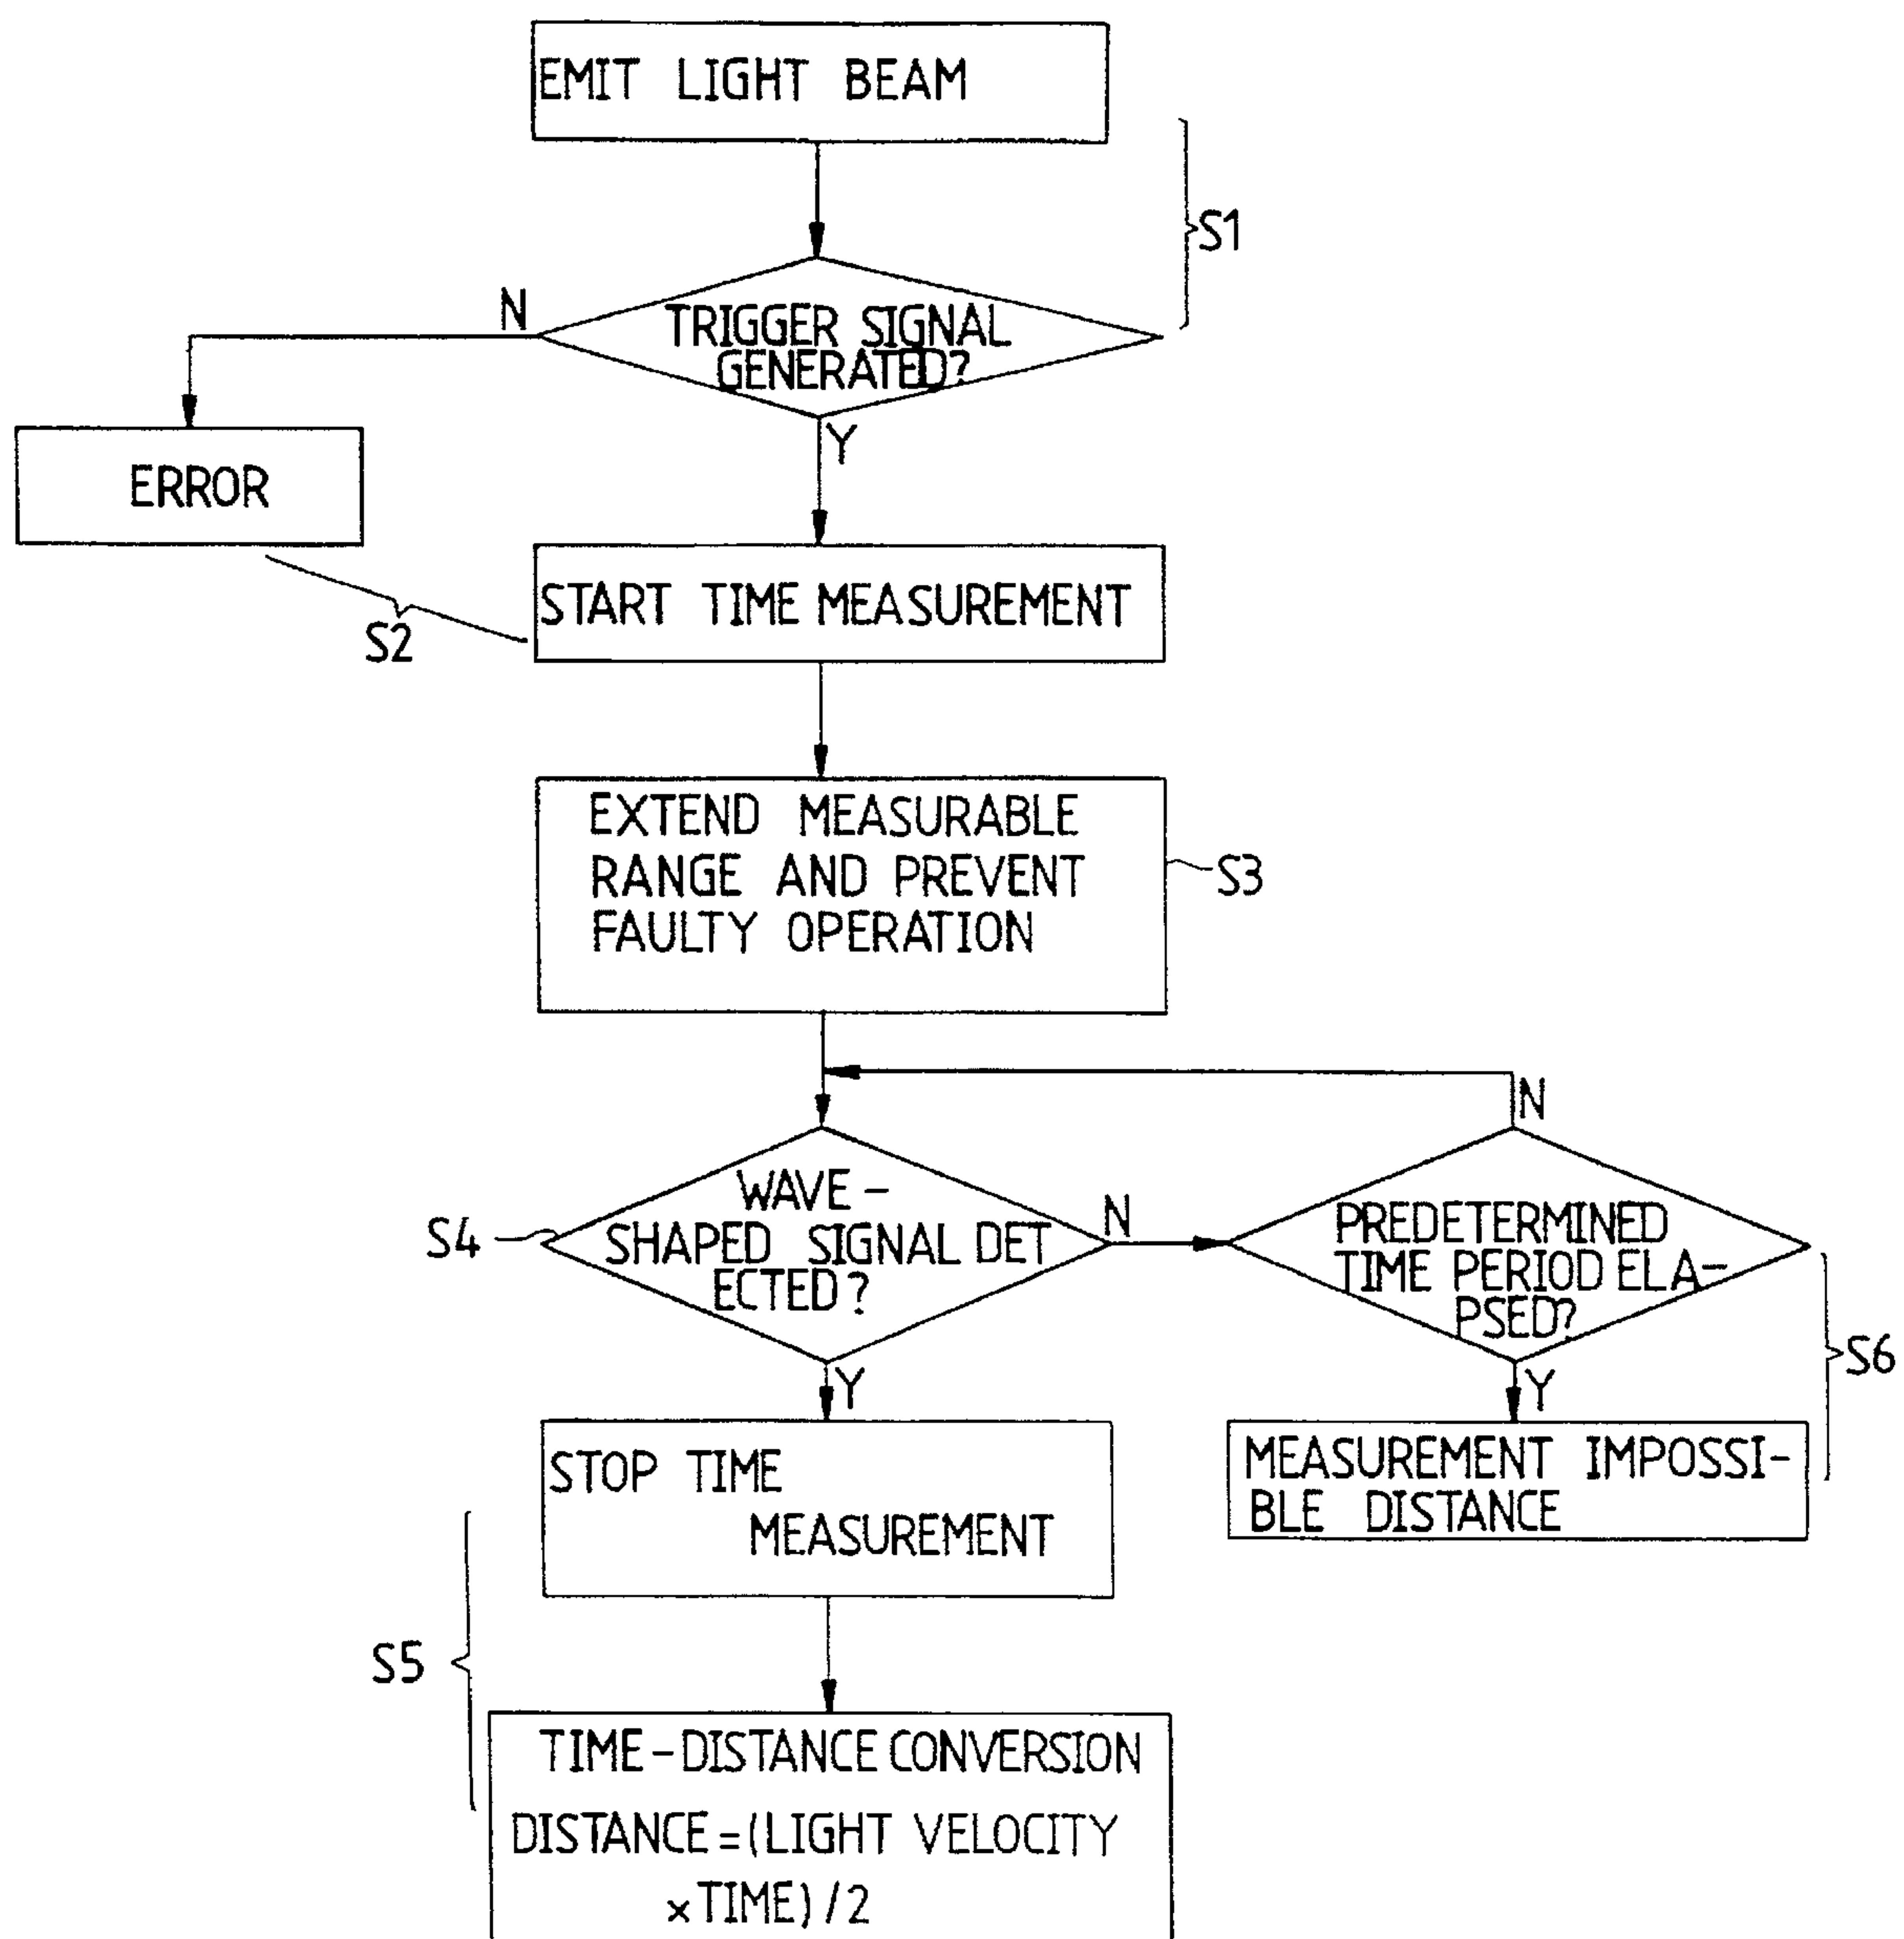 EMIT LIGHT BEAM
S1
TRIGGER SIGNAL
GENERATED?
N
Y
ERROR
START TIME MEASUREMENT
S2
EXTEND MEASURABLE
RANGE AND PREVENT
FAULTY OPERATION
S3
N
WAVE-
SHAPED SIGNAL DET
ECTED?
S4
N
PREDETERMINED
TIME PERIOD ELA-
PSED?
S6
Y
Y
STOP TIME
MEASUREMENT
MEASUREMENT IMPOSSI-
BLE DISTANCE
S5
TIME-DISTANCE CONVERSION
DISTANCE=(LIGHT VELOCITY
×TIME)/2